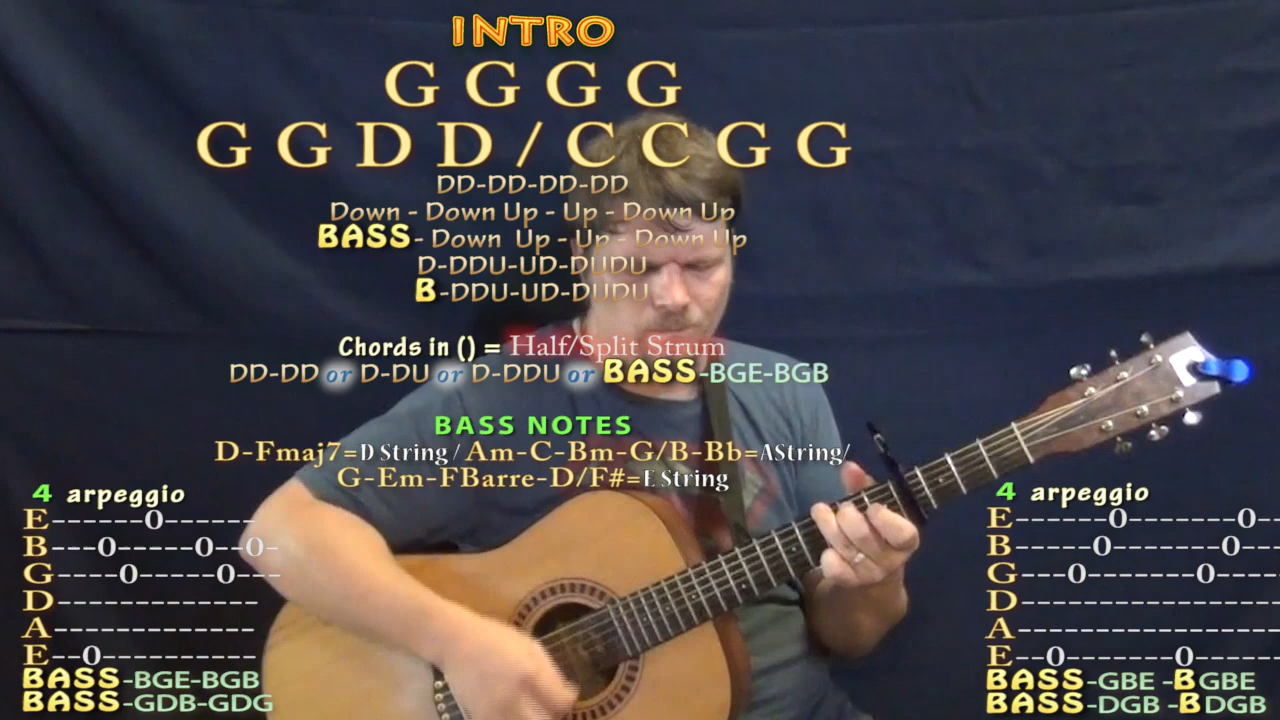 INTRO
G G G G
G G D D / C C G G
DD-DD-DD-DD
Down - Down Up - Up - Down Up
BASS - Down Up - Up - Down Up
D-DDU-UD-DUDU
B-DDU-UD-DUDU
Chords in () = Half/Split Strum
DD-DD or D-DU or D-DDU or BASS-BGE-BGB
BASS NOTES
D-Fmaj7=D String / Am-C-Bm-G/B-Bb=AString/
G-Em-FBarre-D/F#=E String
4 arpeggio
E------0------
B---0-----0--0-
G----0-----0---
D-------------
A-------------
E--0----------
BASS-BGE-BGB
BASS-GDB-GDG
4 arpeggio
E------0-------0--
B-----0-------0---
G---0-------0-----
D-----------------
A-----------------
E--0-------0------
BASS-GBE -BGBE
BASS-DGB -BDGB